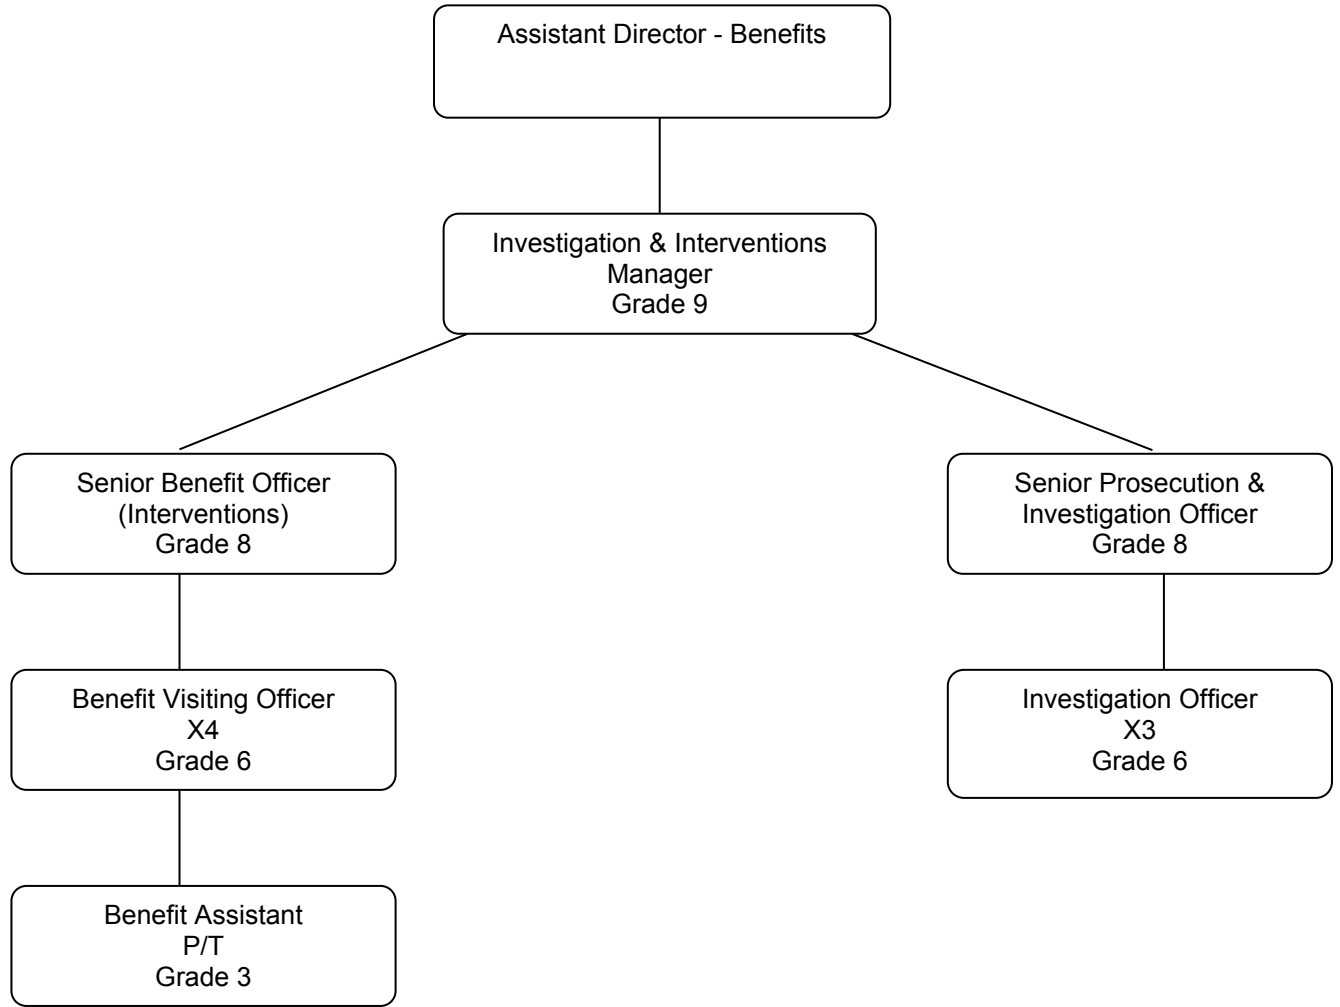 Assistant Director - Benefits
Investigation & Interventions
Manager
Grade 9
Senior Benefit Officer
(Interventions)
Grade 8
Senior Prosecution &
Investigation Officer
Grade 8
Benefit Visiting Officer
X4
Grade 6
Investigation Officer
X3
Grade 6
Benefit Assistant
P/T
Grade 3